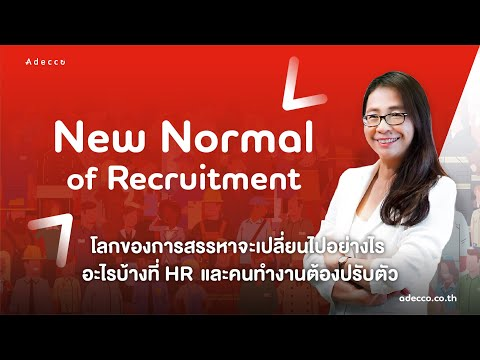 Adecco
New Normal
of Recruitment
โลกของการสรรหาจะเปลี่ยนไปอย่างไร
อะไรบ้างที่ HR และคนทำงานต้องปรับตัว
adecco.co.th